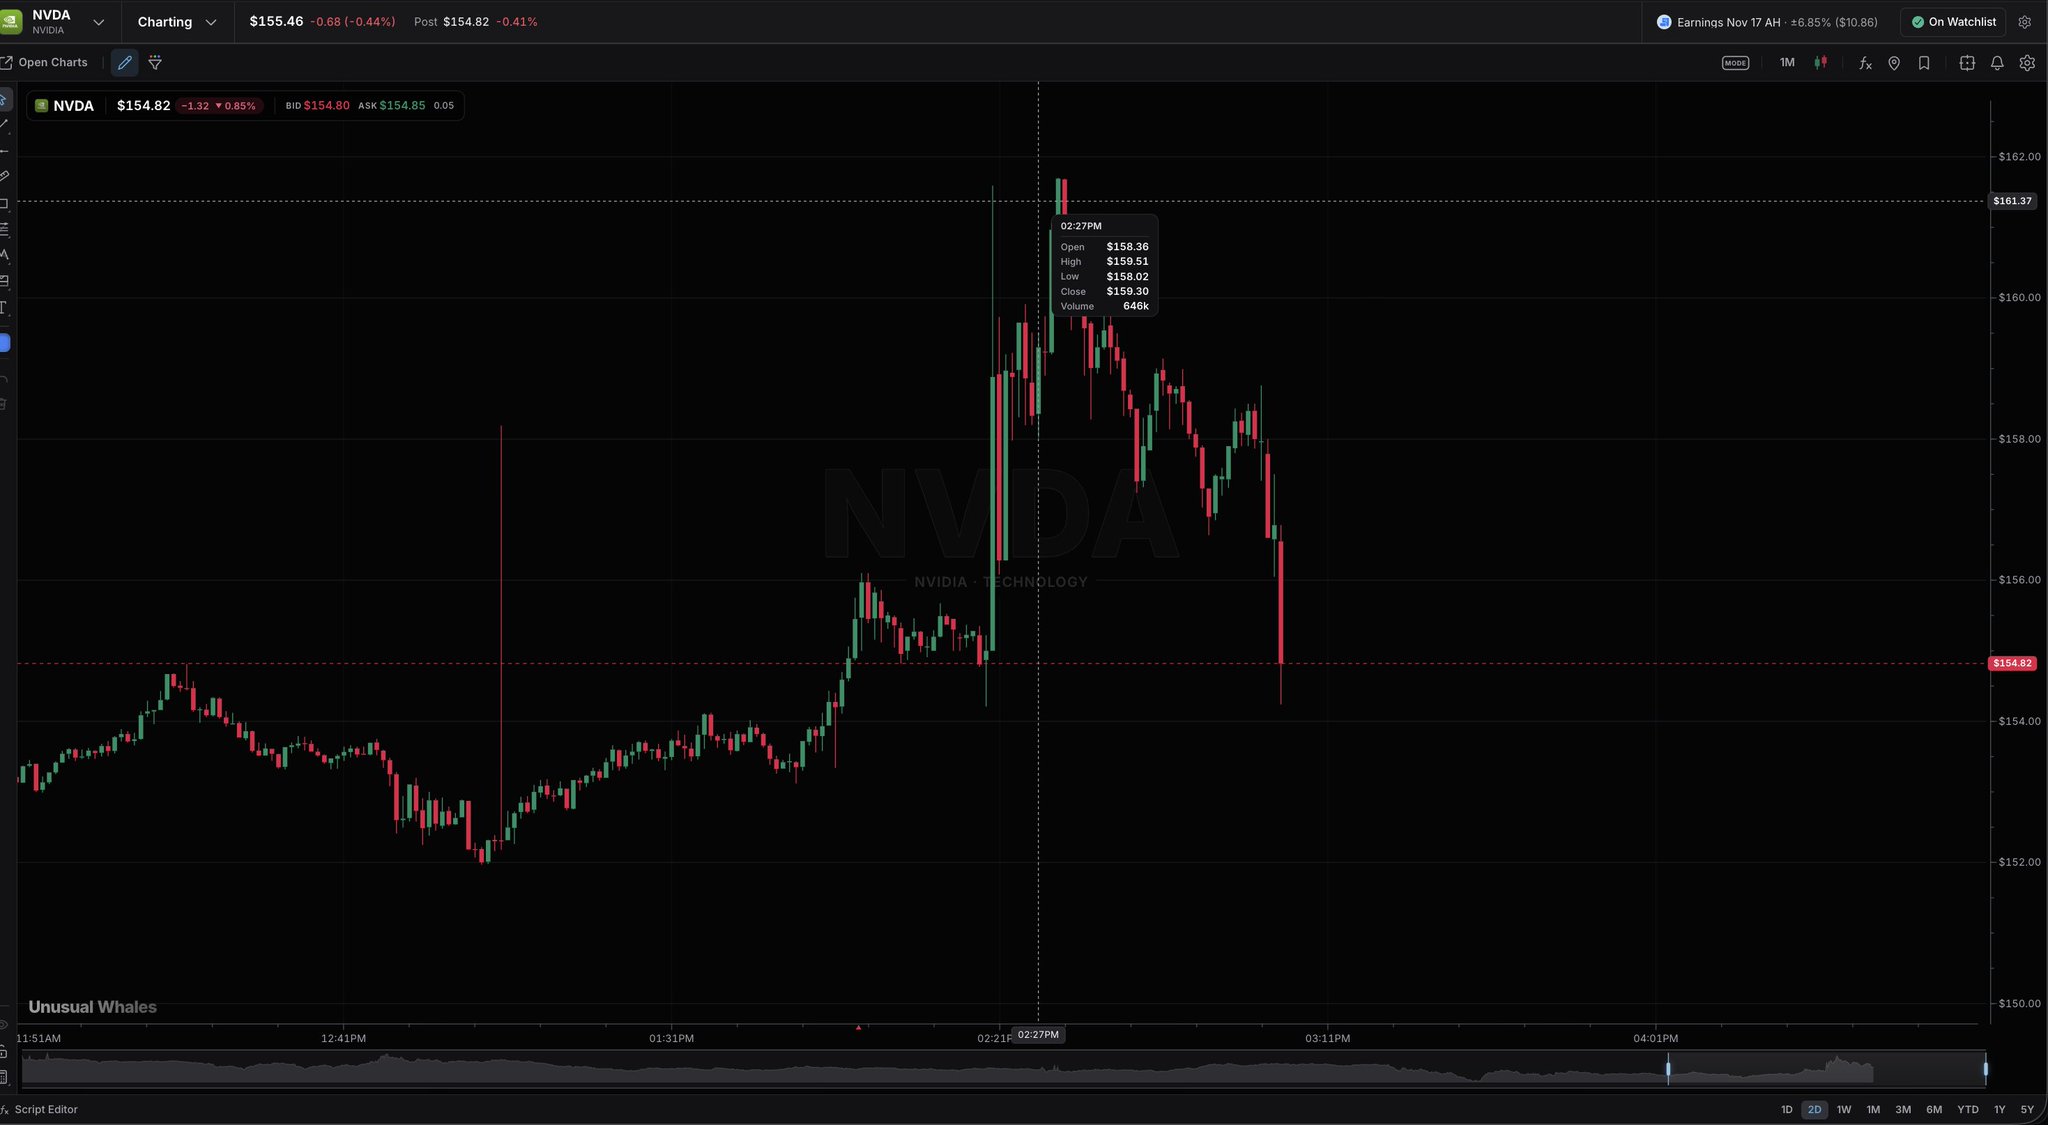 NVDA
NVIDIA
Charting
$155.46 -0.68 (-0.44%) Post $154.82 -0.41%
Earnings Nov 17 AH · ±6.85% ($10.86)
On Watchlist
Open Charts
MODE
1M
NVDA $154.82 −1.32 ▼ 0.85% BID $154.80 ASK $154.85 0.05
$162.00
$161.37
02:27PM
Open $158.36
High $159.51
Low $158.02
Close $159.30
Volume 646k
$160.00
$158.00
NVDA
NVIDIA · TECHNOLOGY
$156.00
$154.82
$154.00
$152.00
$150.00
Unusual Whales
11:51AM 12:41PM 01:31PM 02:21P 02:27PM 03:11PM 04:01PM
Script Editor
1D 2D 1W 1M 3M 6M YTD 1Y 5Y